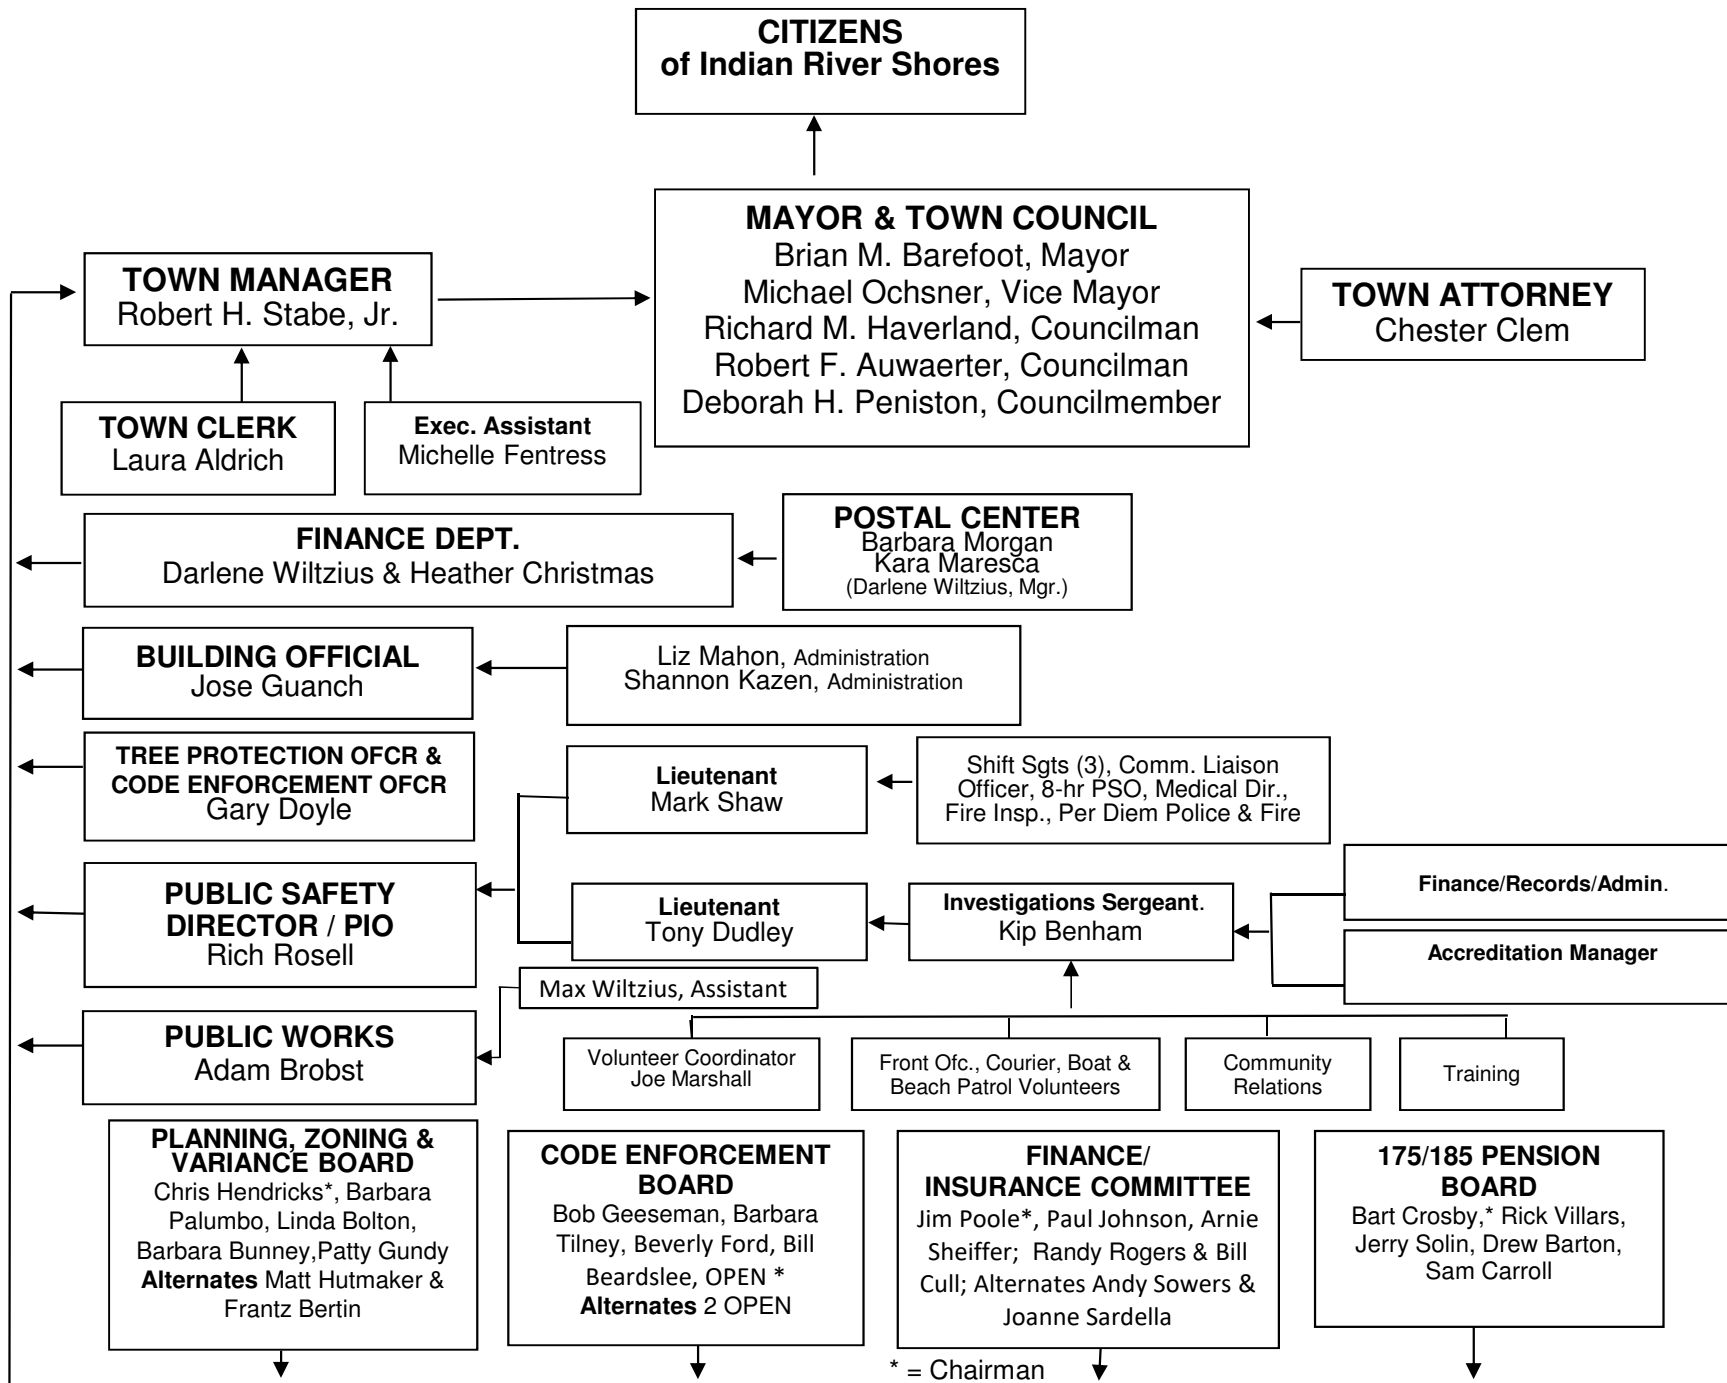 CITIZENS
of Indian River Shores
MAYOR & TOWN COUNCIL
Brian M. Barefoot, Mayor
Michael Ochsner, Vice Mayor
Richard M. Haverland, Councilman
Robert F. Auwaerter, Councilman
Deborah H. Peniston, Councilmember
TOWN MANAGER
Robert H. Stabe, Jr.
TOWN ATTORNEY
Chester Clem
TOWN CLERK
Laura Aldrich
Exec. Assistant
Michelle Fentress
FINANCE DEPT.
Darlene Wiltzius & Heather Christmas
POSTAL CENTER
Barbara Morgan
Kara Maresca
(Darlene Wiltzius, Mgr.)
BUILDING OFFICIAL
Jose Guanch
Liz Mahon, Administration
Shannon Kazen, Administration
TREE PROTECTION OFCR &
CODE ENFORCEMENT OFCR
Gary Doyle
Lieutenant
Mark Shaw
Shift Sgts (3), Comm. Liaison
Officer, 8-hr PSO, Medical Dir.,
Fire Insp., Per Diem Police & Fire
PUBLIC SAFETY
DIRECTOR / PIO
Rich Rosell
Lieutenant
Tony Dudley
Investigations Sergeant.
Kip Benham
Finance/Records/Admin.
Accreditation Manager
Max Wiltzius, Assistant
PUBLIC WORKS
Adam Brobst
Volunteer Coordinator
Joe Marshall
Front Ofc., Courier, Boat &
Beach Patrol Volunteers
Community
Relations
Training
PLANNING, ZONING &
VARIANCE BOARD
Chris Hendricks*, Barbara
Palumbo, Linda Bolton,
Barbara Bunney,Patty Gundy
Alternates Matt Hutmaker &
Frantz Bertin
CODE ENFORCEMENT
BOARD
Bob Geeseman, Barbara
Tilney, Beverly Ford, Bill
Beardslee, OPEN *
Alternates 2 OPEN
FINANCE/
INSURANCE COMMITTEE
Jim Poole*, Paul Johnson, Arnie
Sheiffer; Randy Rogers & Bill
Cull; Alternates Andy Sowers &
Joanne Sardella
175/185 PENSION
BOARD
Bart Crosby,* Rick Villars,
Jerry Solin, Drew Barton,
Sam Carroll
* = Chairman